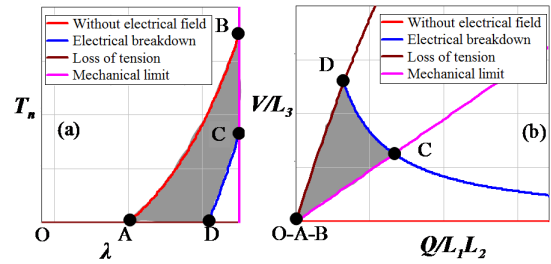 Without electrical field
Electrical breakdown
Loss of tension
Mechanical limit
B
T_n
(a)
C
O
A
D
λ
V/L_3
Without electrical field
Electrical breakdown
Loss of tension
Mechanical limit
D
C
(b)
O-A-B
Q/L_1L_2